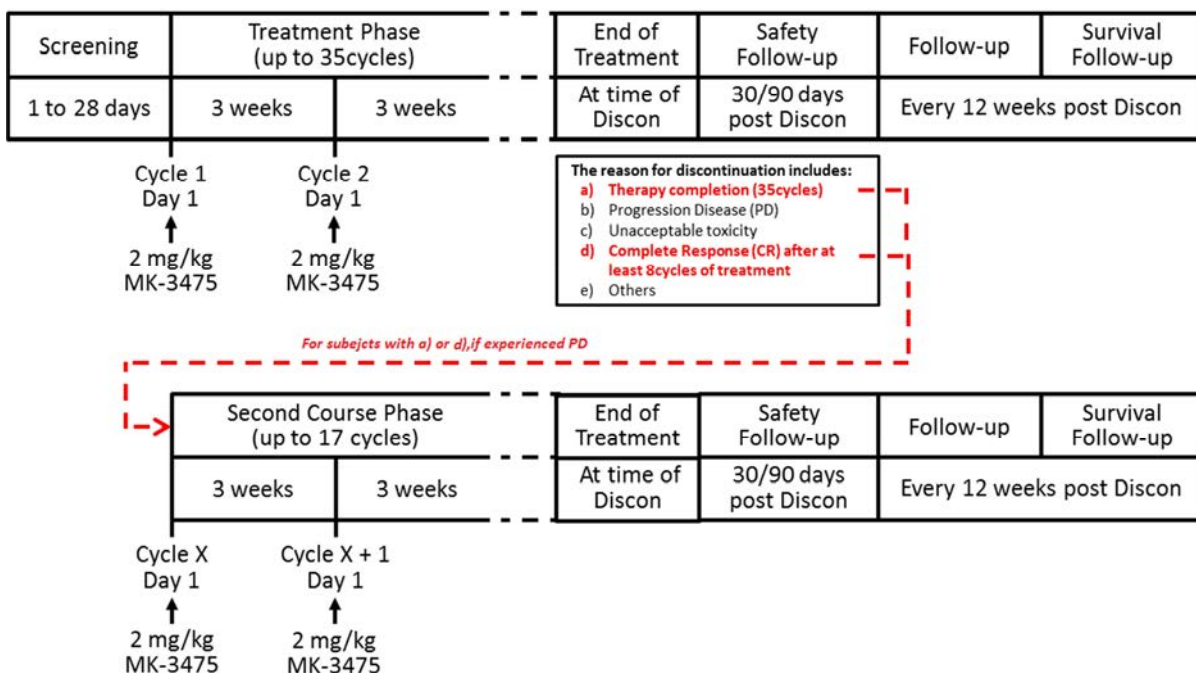 Screening
Treatment Phase
(up to 35cycles)
End of
Treatment
Safety
Follow-up
Follow-up
Survival
Follow-up
1 to 28 days
3 weeks
3 weeks
At time of
Discon
30/90 days
post Discon
Every 12 weeks post Discon
Cycle 1
Day 1
2 mg/kg
MK-3475
Cycle 2
Day 1
2 mg/kg
MK-3475
The reason for discontinuation includes:
a) Therapy completion (35cycles)
b) Progression Disease (PD)
c) Unacceptable toxicity
d) Complete Response (CR) after at
least 8cycles of treatment
e) Others
For subejcts with a) or d),if experienced PD
Second Course Phase
(up to 17 cycles)
End of
Treatment
Safety
Follow-up
Follow-up
Survival
Follow-up
3 weeks
3 weeks
At time of
Discon
30/90 days
post Discon
Every 12 weeks post Discon
Cycle X
Day 1
2 mg/kg
MK-3475
Cycle X + 1
Day 1
2 mg/kg
MK-3475